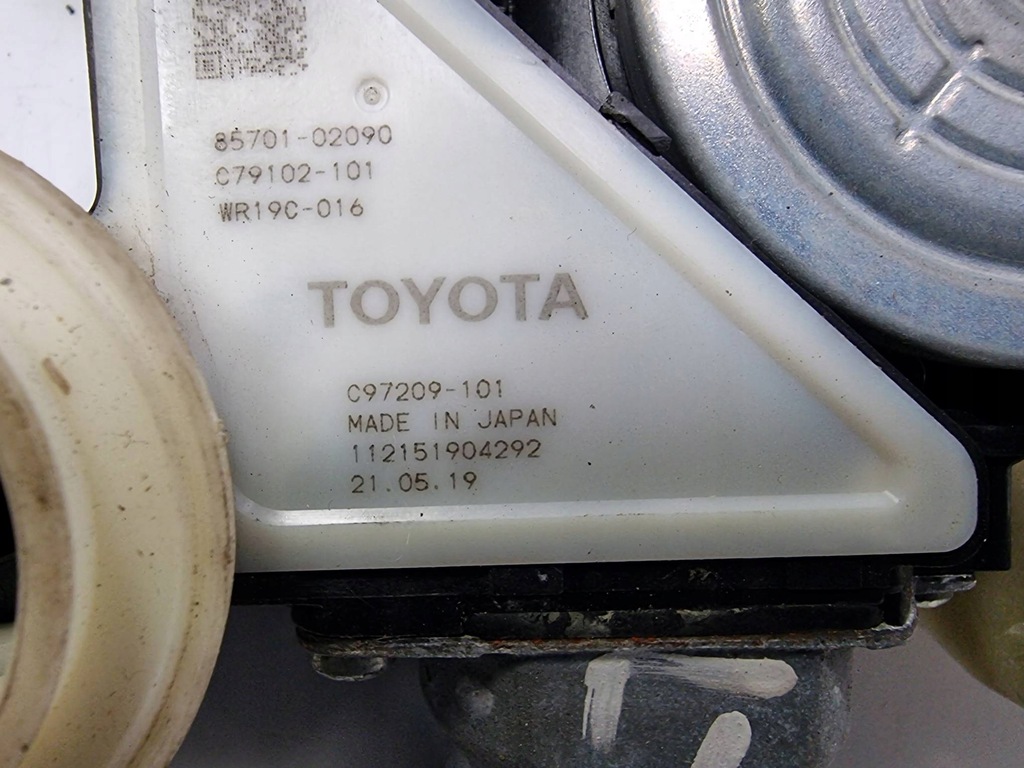 85701-02090
C79102-101
WR19C-016
TOYOTA
C97209-101
MADE IN JAPAN
112151904292
21.05.19